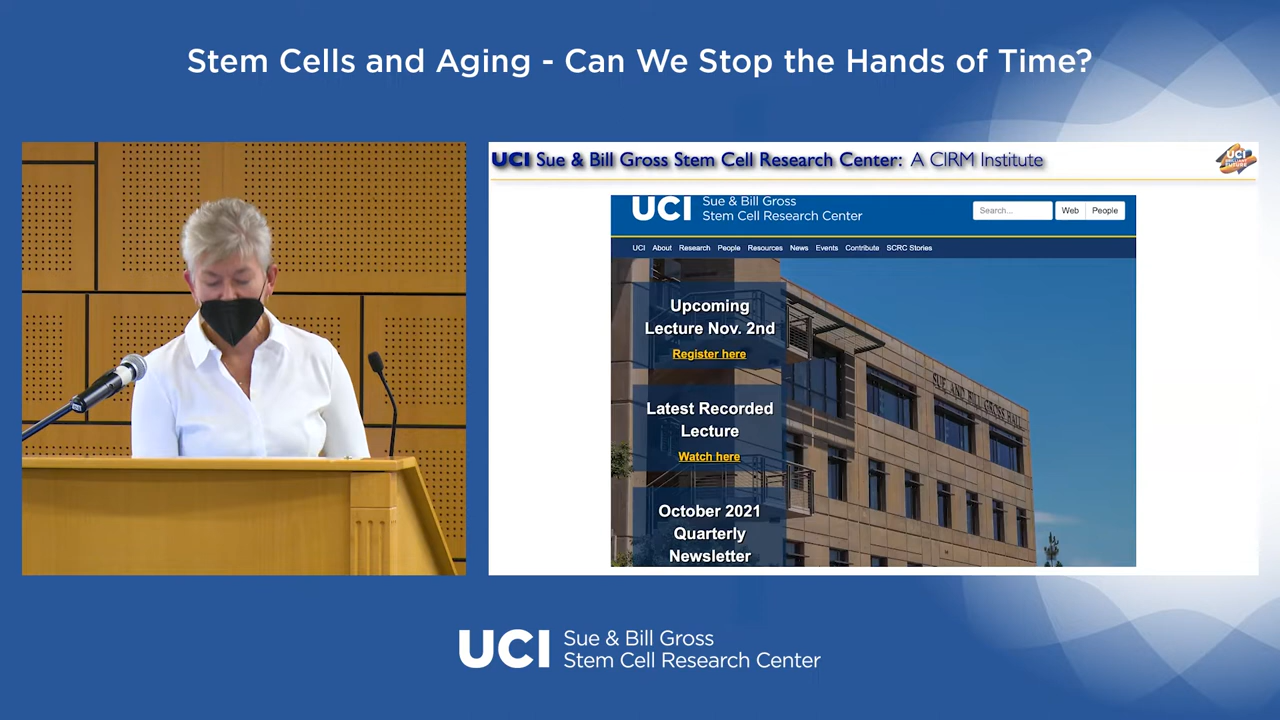 Stem Cells and Aging - Can We Stop the Hands of Time?
UCI Sue & Bill Gross Stem Cell Research Center: A CIRM Institute
UCI
BRILLIANT
FUTURE
UCI
Sue & Bill Gross
Stem Cell Research Center
Search...
Web
People
UCI About Research People Resources News Events Contribute SCRC Stories
Upcoming
Lecture Nov. 2nd
Register here
SUE AND BILL GROSS HALL
Latest Recorded
Lecture
Watch here
October 2021
Quarterly
Newsletter
UCI
Sue & Bill Gross
Stem Cell Research Center